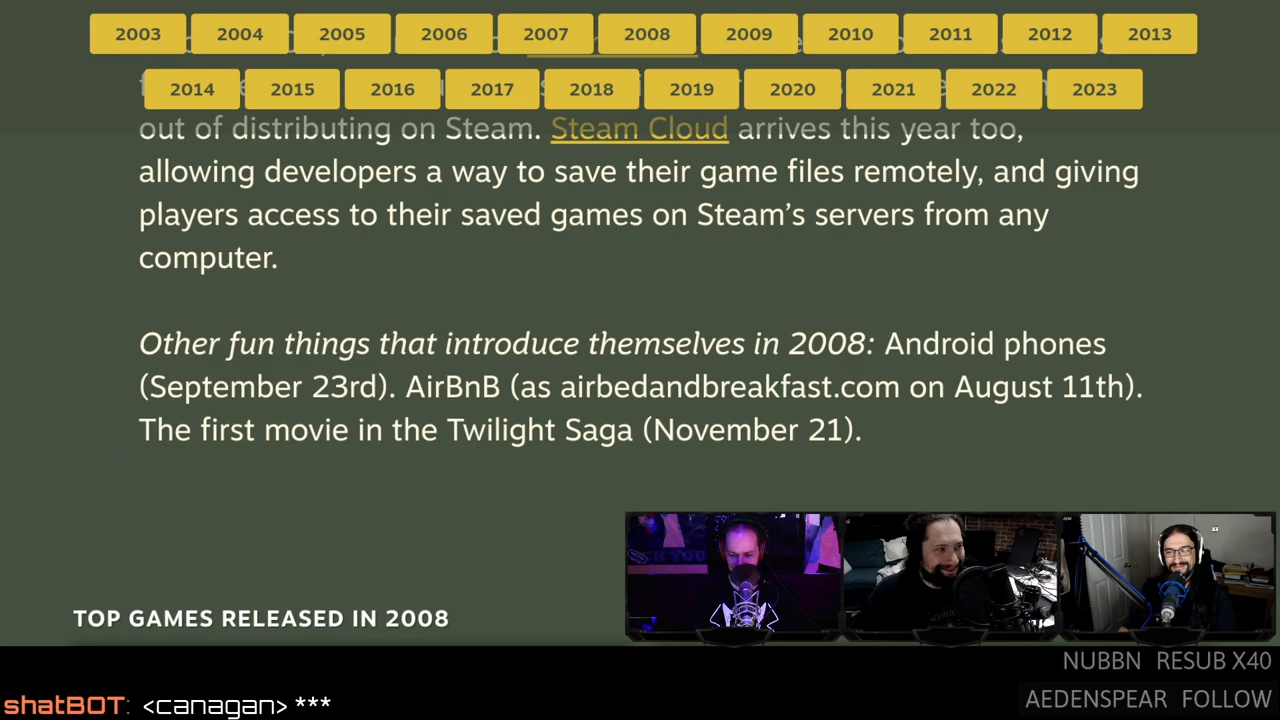 2003 2004 2005 2006 2007 2008 2009 2010 2011 2012 2013
2014 2015 2016 2017 2018 2019 2020 2021 2022 2023
out of distributing on Steam. Steam Cloud arrives this year too,
allowing developers a way to save their game files remotely, and giving
players access to their saved games on Steam’s servers from any
computer.
Other fun things that introduce themselves in 2008: Android phones
(September 23rd). AirBnB (as airbedandbreakfast.com on August 11th).
The first movie in the Twilight Saga (November 21).
TOP GAMES RELEASED IN 2008
NUBBN RESUB X40
AEDENSPEAR FOLLOW
shatBOT: <canagan> ***